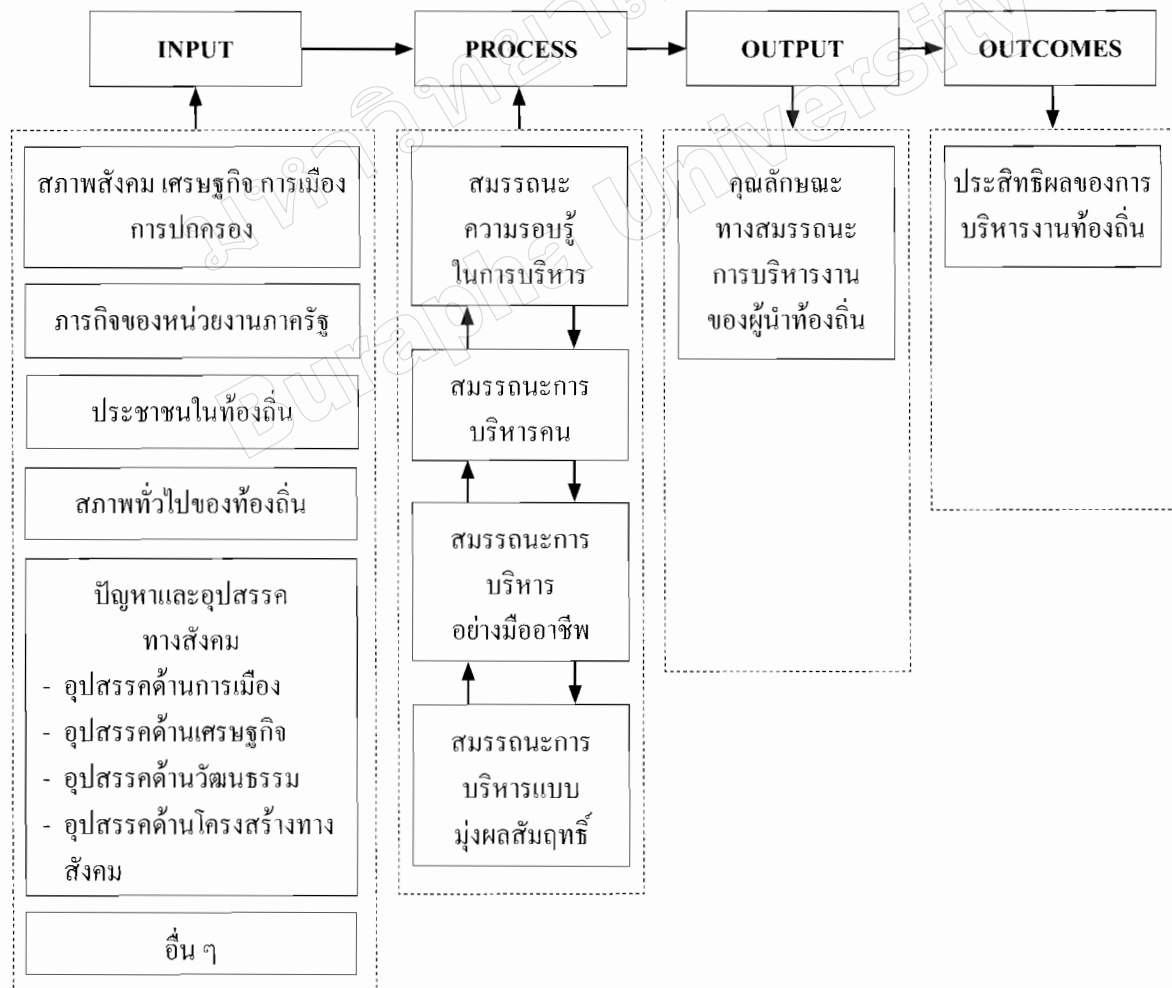 INPUT
PROCESS
OUTPUT
OUTCOMES
สภาพสังคม เศรษฐกิจ การเมือง
การปกครอง
ภารกิจของหน่วยงานภาครัฐ
ประชาชนในท้องถิ่น
สภาพทั่วไปของท้องถิ่น
ปัญหาและอุปสรรค
ทางสังคม
- อุปสรรคด้านการเมือง
- อุปสรรคด้านเศรษฐกิจ
- อุปสรรคด้านวัฒนธรรม
- อุปสรรคด้านโครงสร้างทาง
สังคม
อื่น ๆ
สมรรถนะ
ความรอบรู้
ในการบริหาร
สมรรถนะการ
บริหารคน
สมรรถนะการ
บริหาร
อย่างมืออาชีพ
สมรรถนะการ
บริหารแบบ
มุ่งผลสัมฤทธิ์
คุณลักษณะ
ทางสมรรถนะ
การบริหารงาน
ของผู้นำท้องถิ่น
ประสิทธิผลของการ
บริหารงานท้องถิ่น
Burapha University